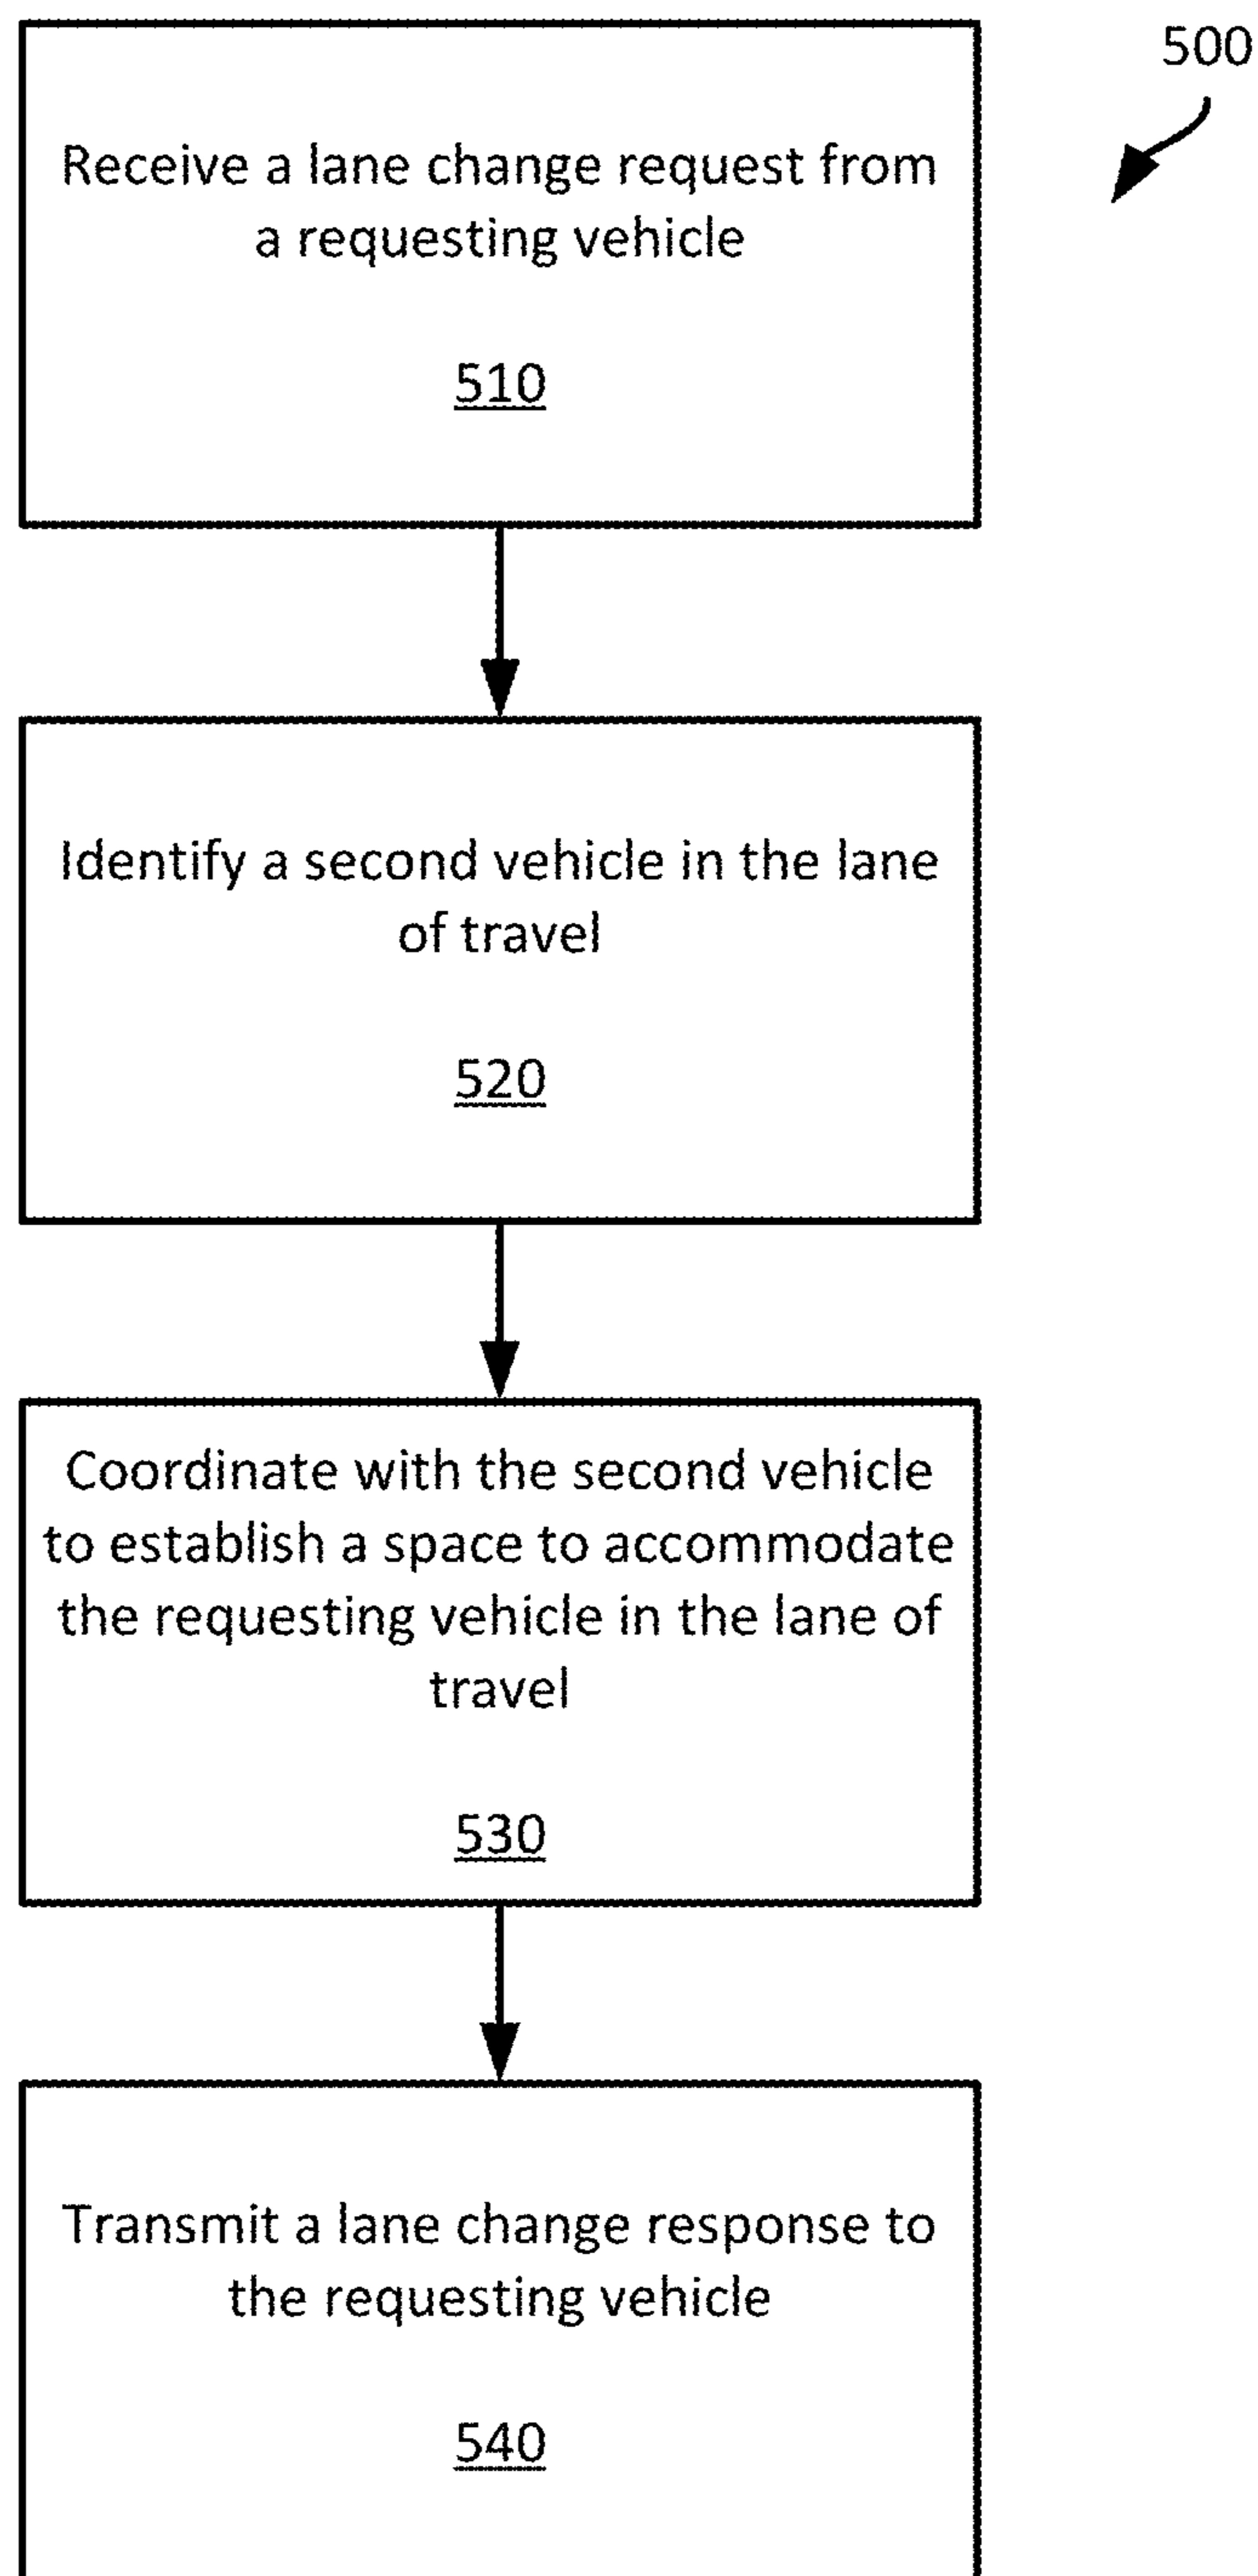 500
Receive a lane change request from
a requesting vehicle
510
Identify a second vehicle in the lane
of travel
520
Coordinate with the second vehicle
to establish a space to accommodate
the requesting vehicle in the lane of
travel
530
Transmit a lane change response to
the requesting vehicle
540